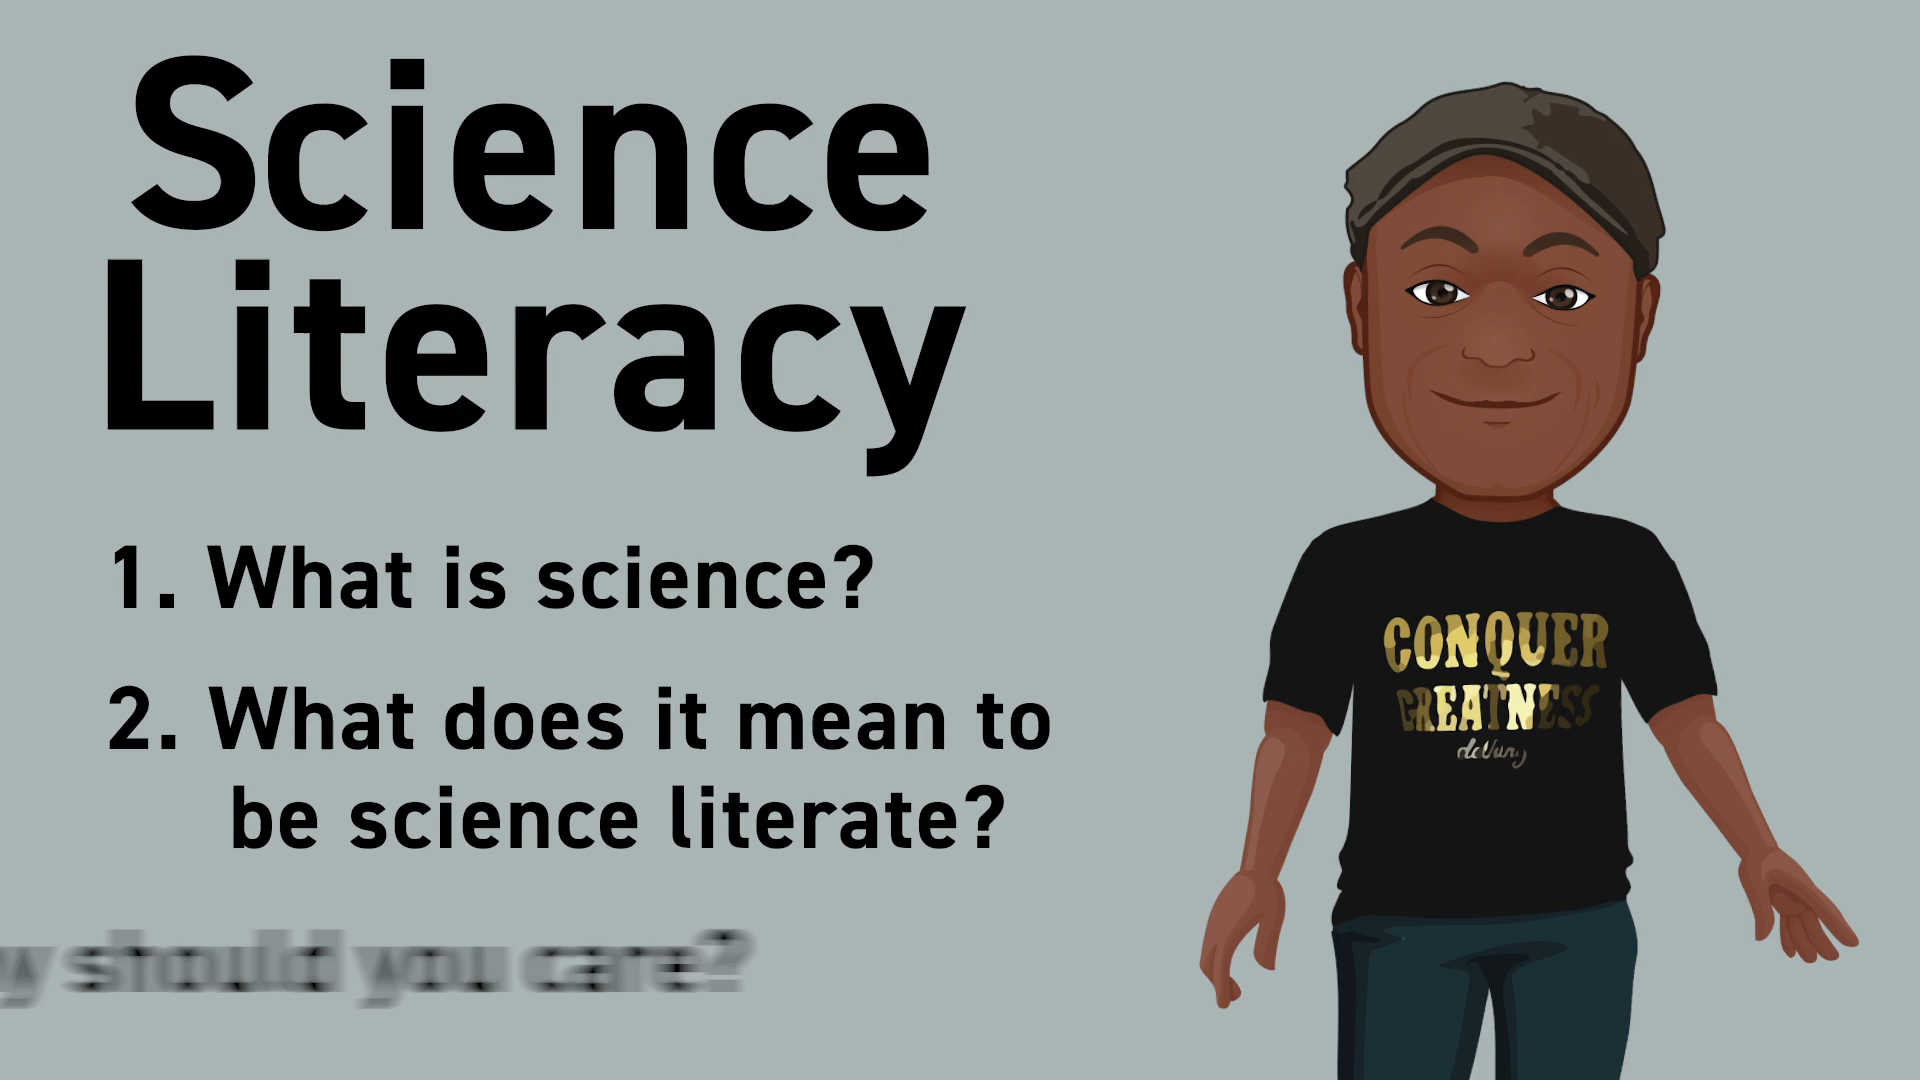 Science
Literacy
1. What is science?
2. What does it mean to
be science literate?
y should you care?
CONQUER
GREATNESS